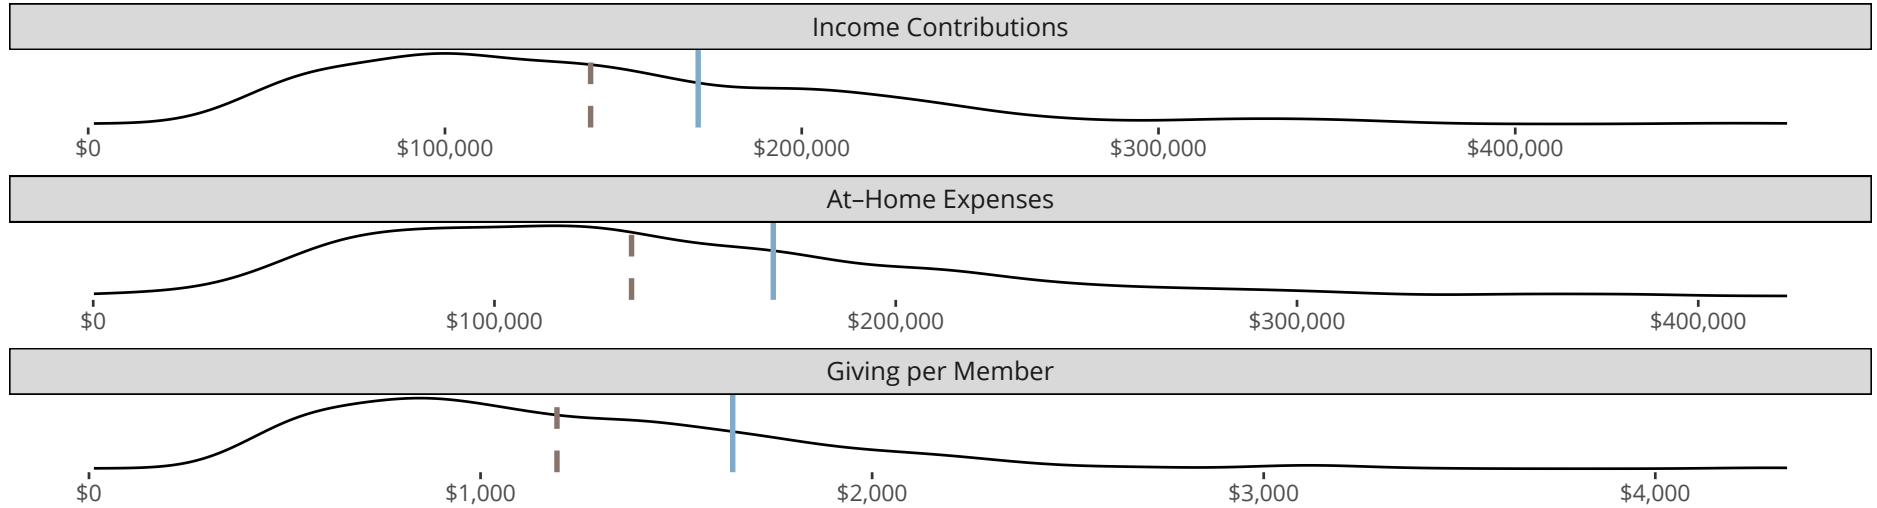 Income Contributions
$0 $100,000 $200,000 $300,000 $400,000
At–Home Expenses
$0 $100,000 $200,000 $300,000 $400,000
Giving per Member
$0 $1,000 $2,000 $3,000 $4,000